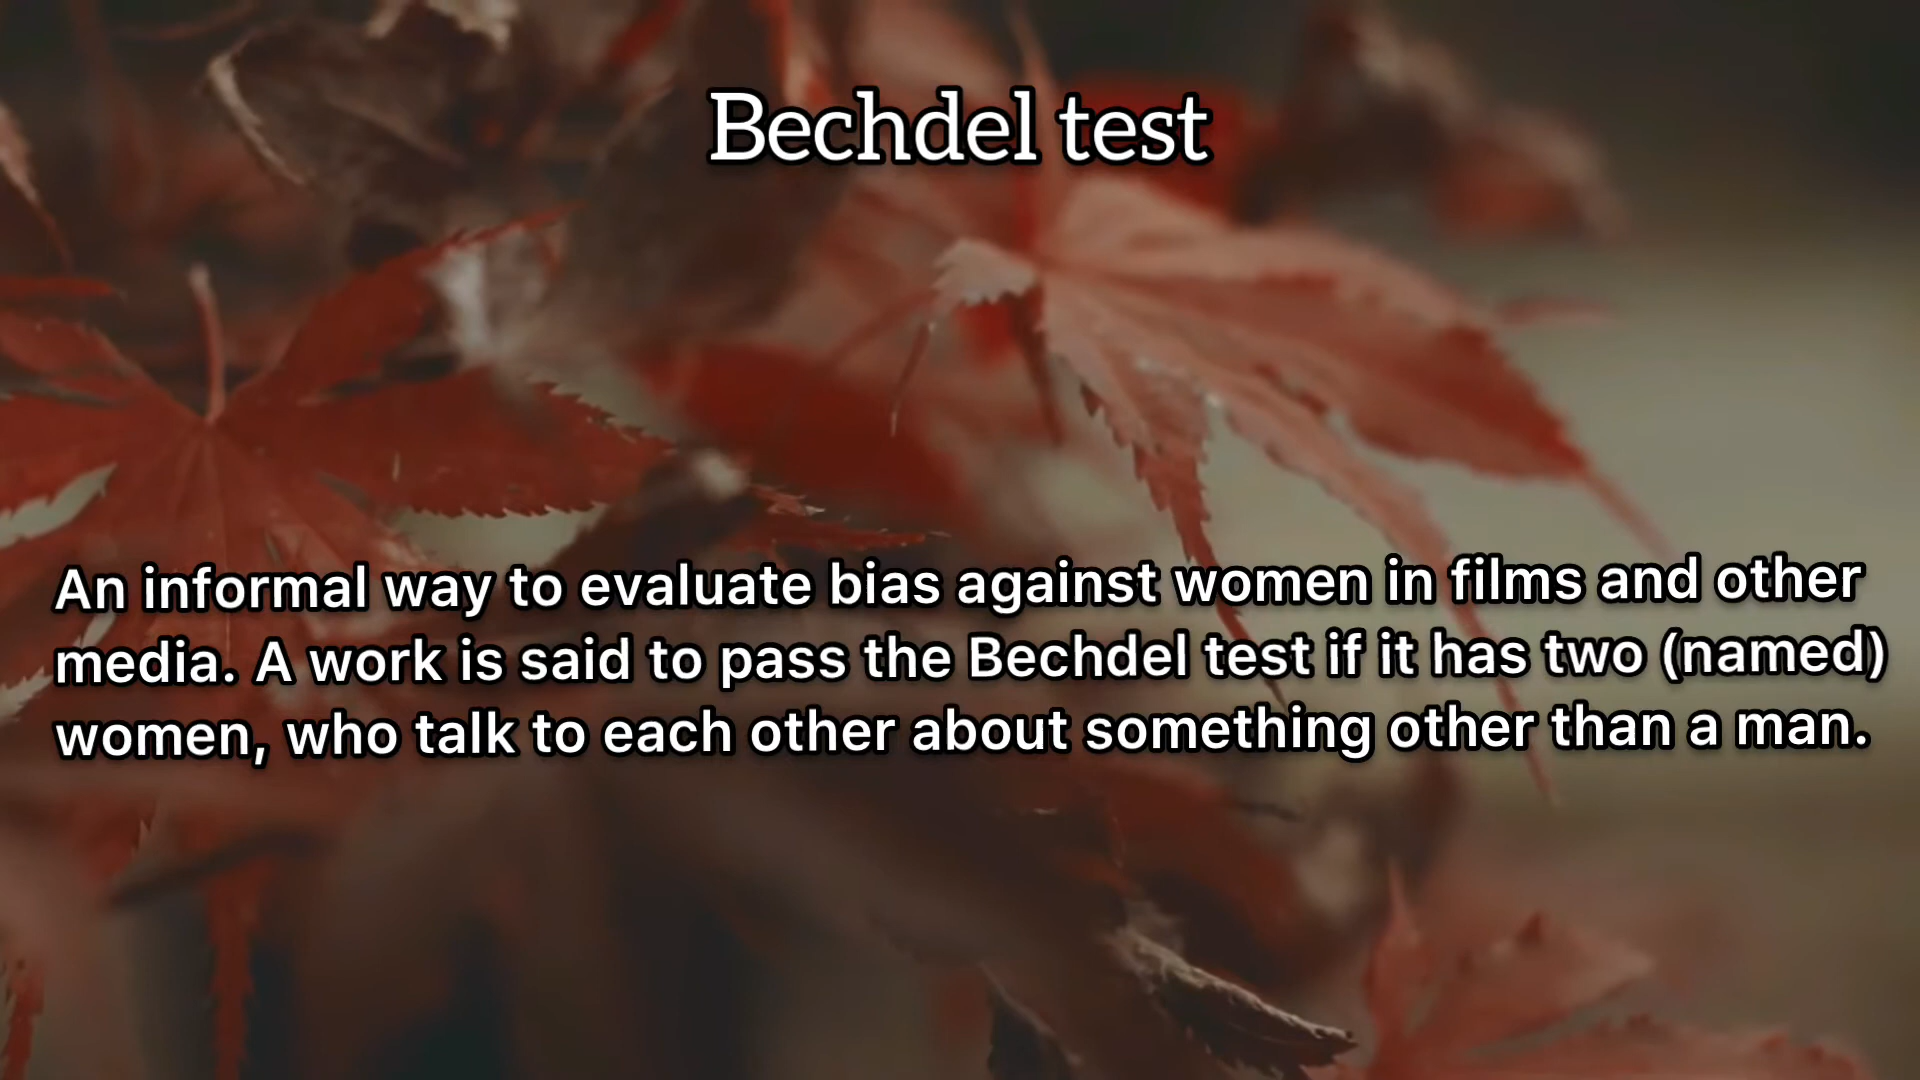 Bechdel test
An informal way to evaluate bias against women in films and other
media. A work is said to pass the Bechdel test if it has two (named)
women, who talk to each other about something other than a man.